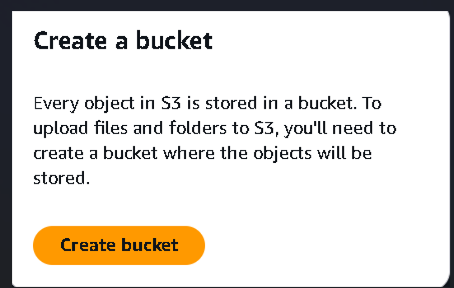 Create a bucket
Every object in S3 is stored in a bucket. To
upload files and folders to S3, you'll need to
create a bucket where the objects will be
stored.
Create bucket